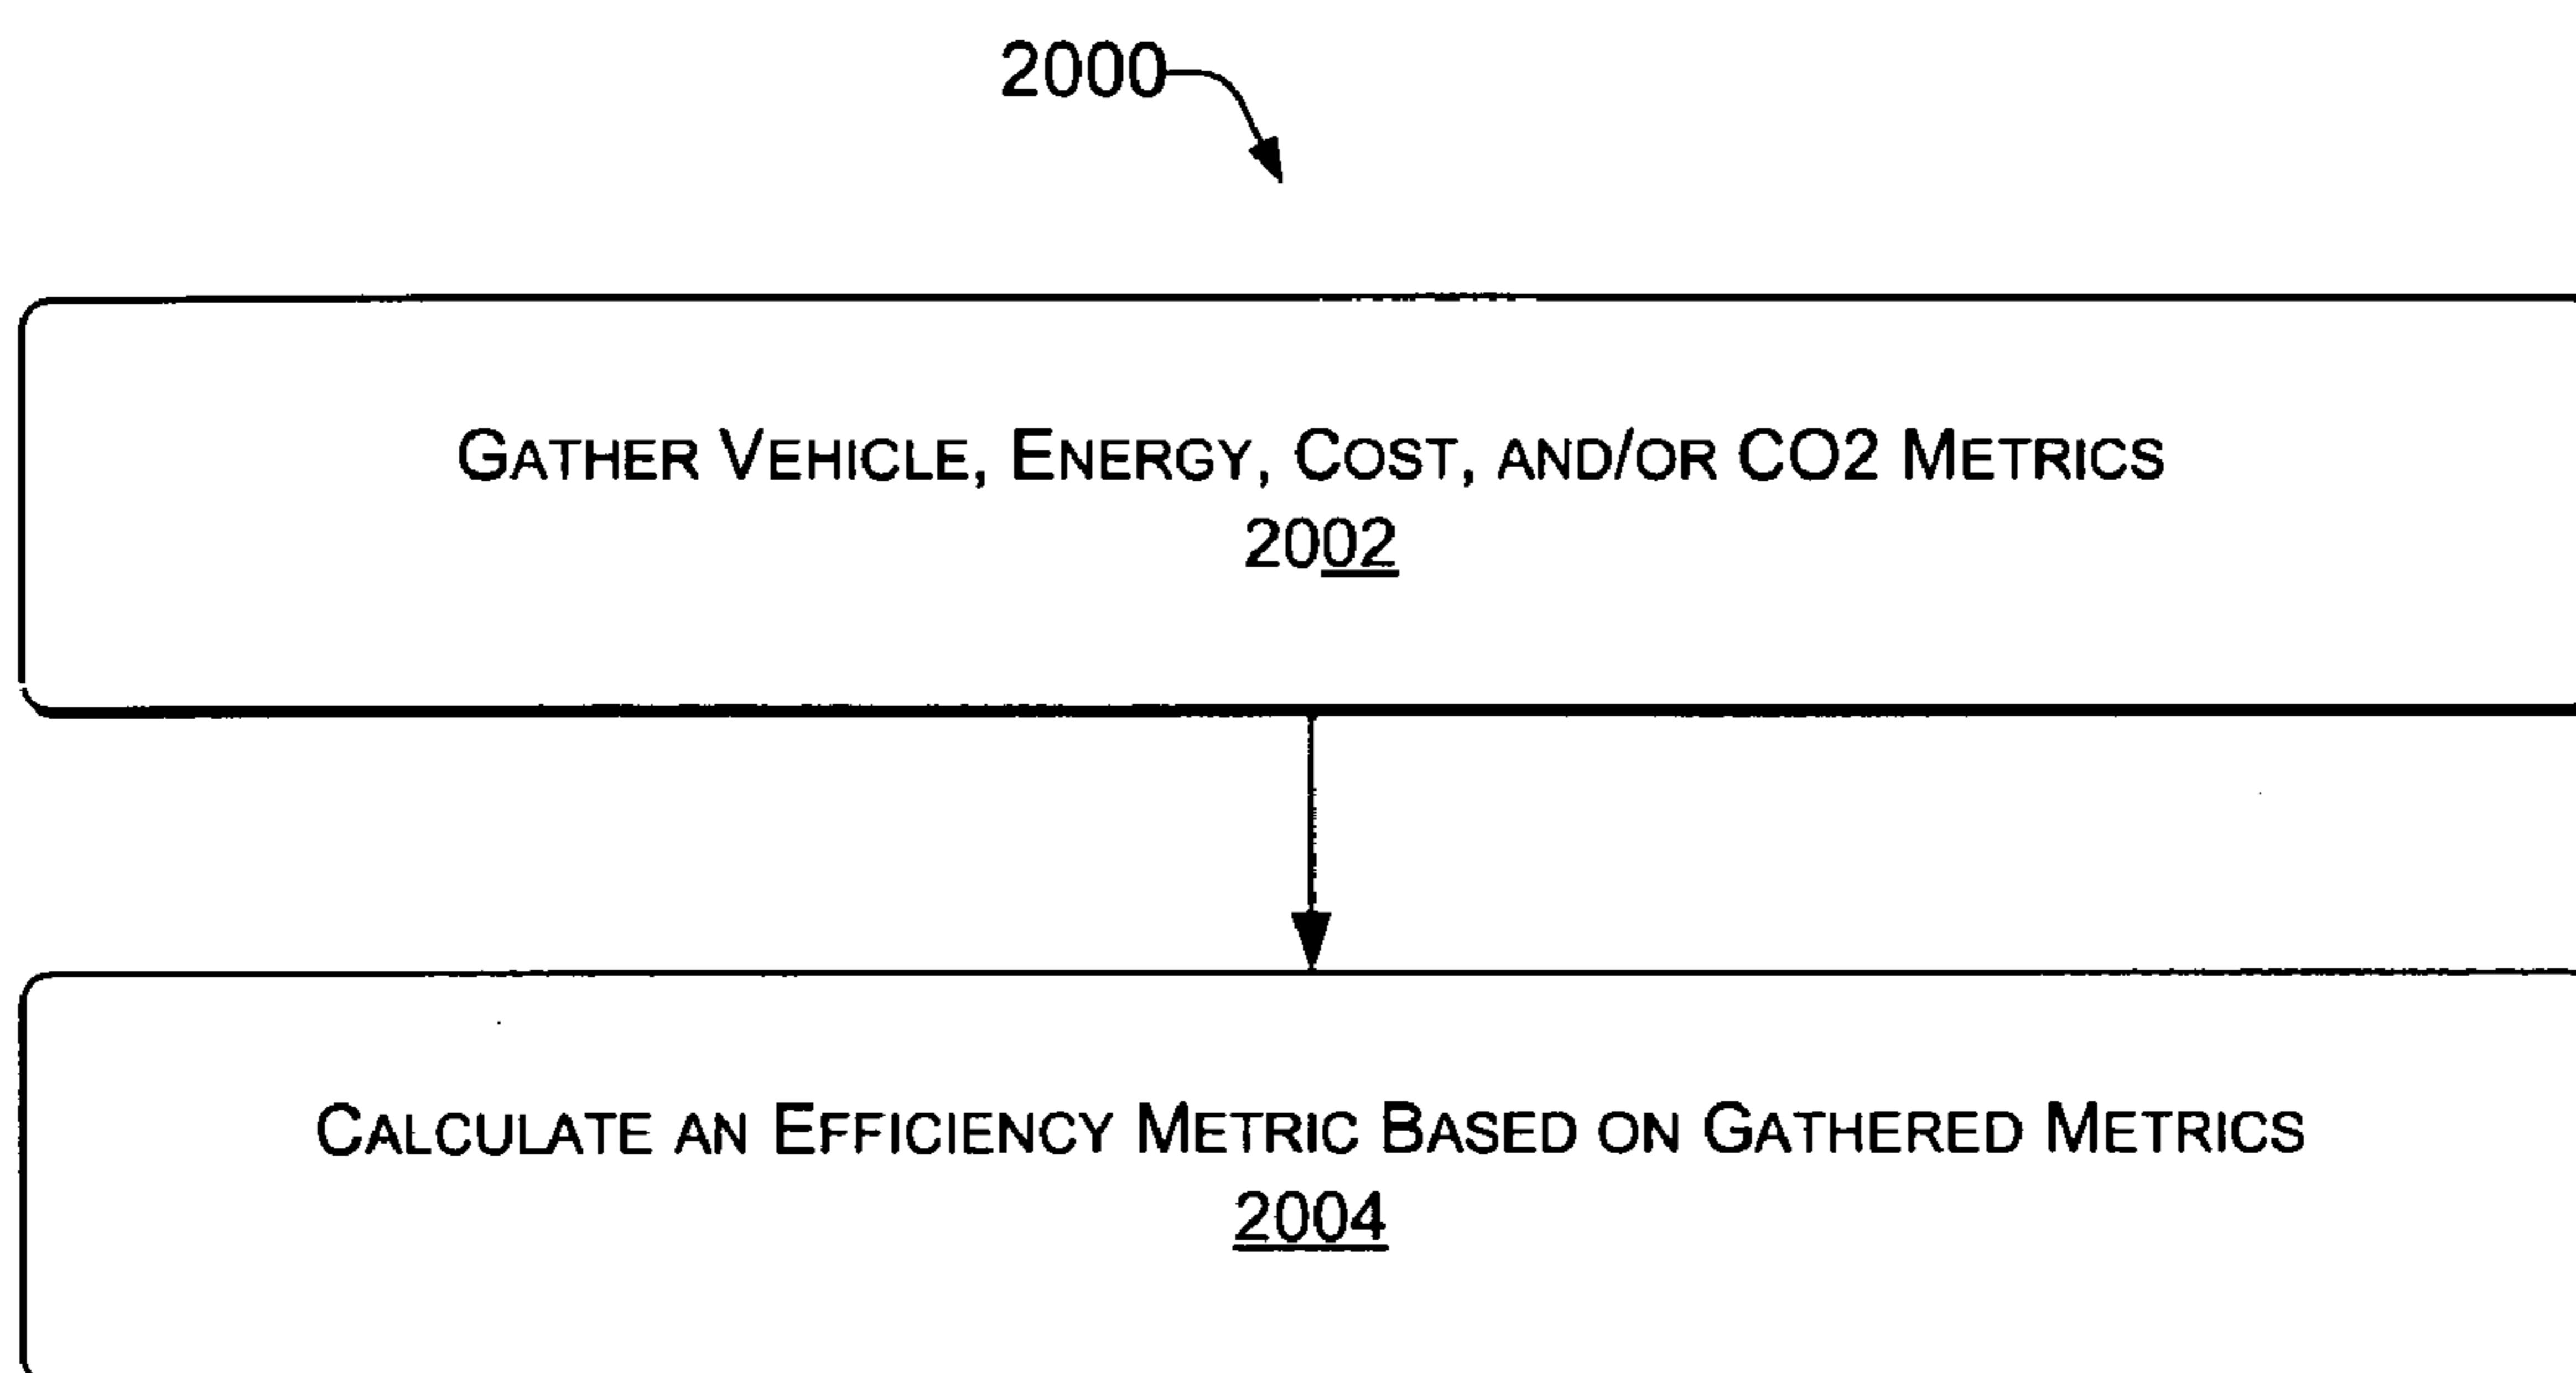 2000
GATHER VEHICLE, ENERGY, COST, AND/OR CO2 METRICS
2002
CALCULATE AN EFFICIENCY METRIC BASED ON GATHERED METRICS
2004